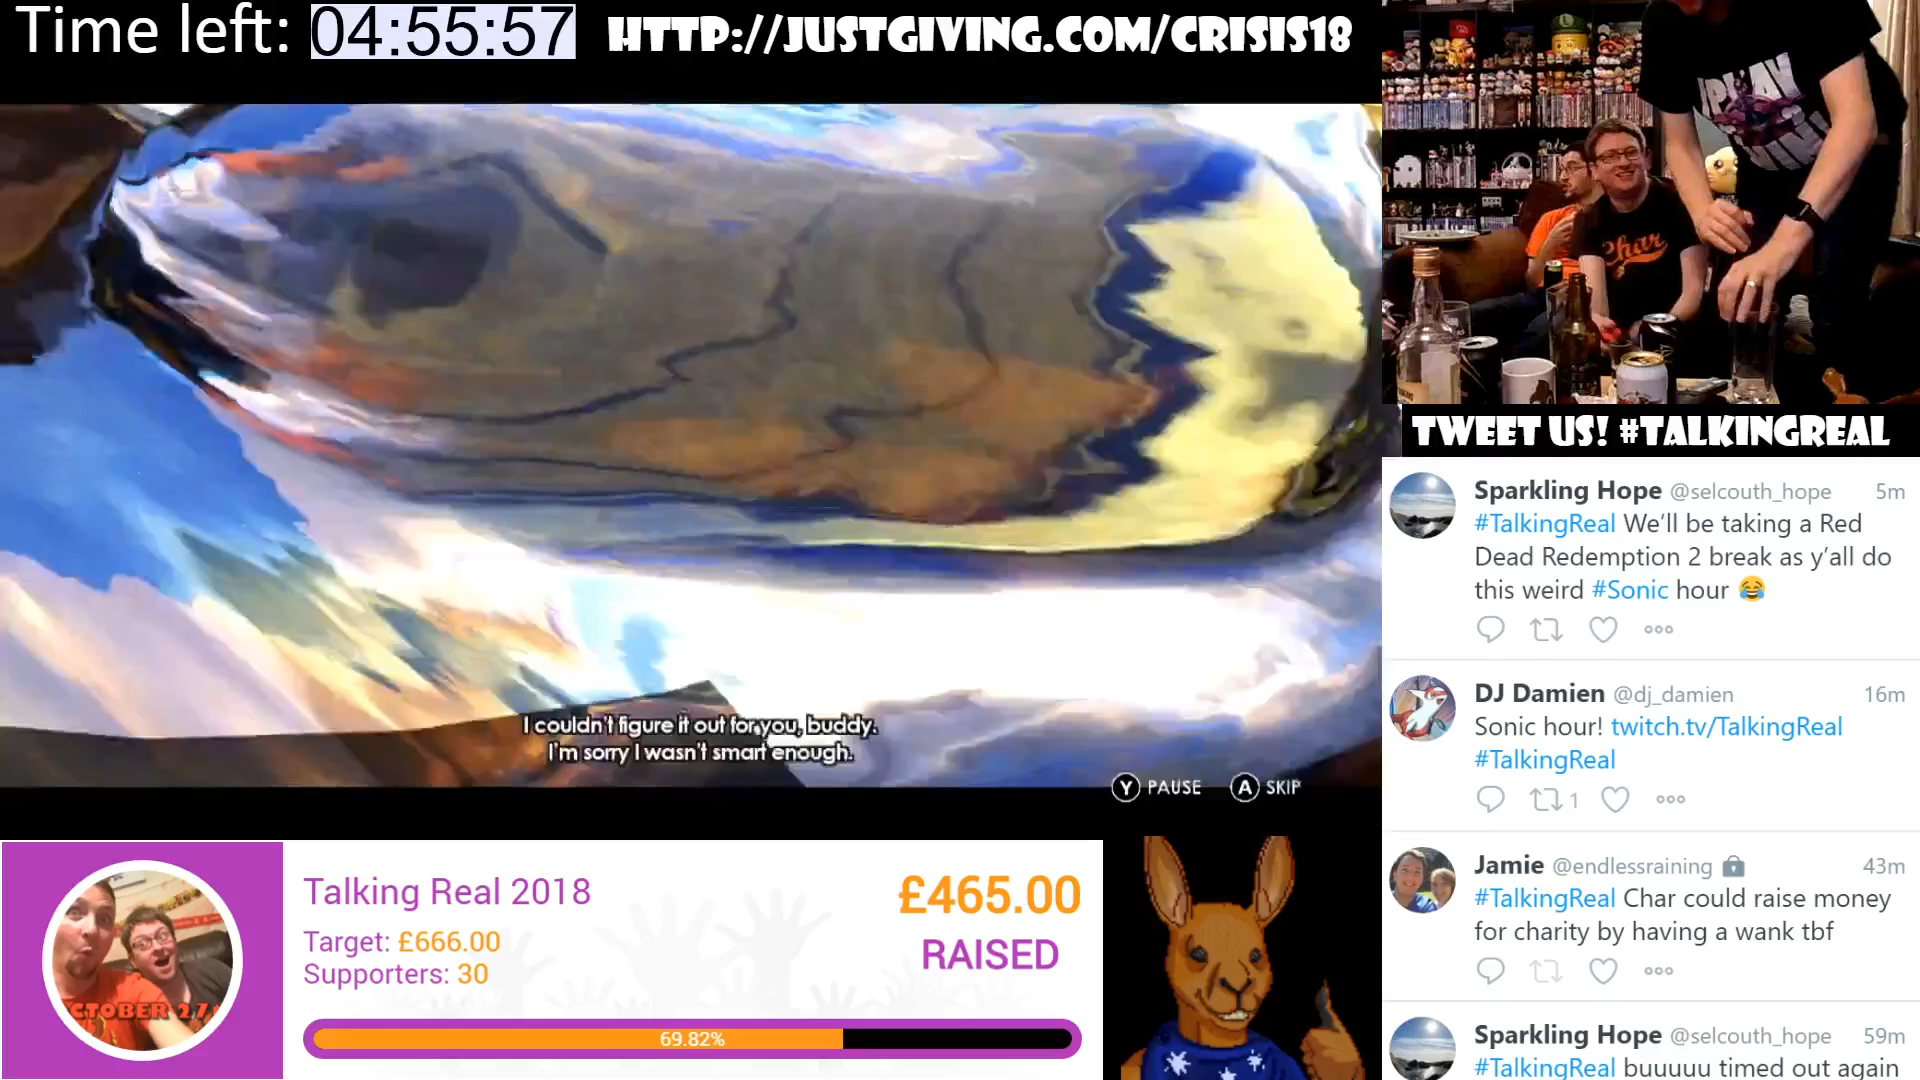 Time left: 04:55:57
HTTP://JUSTGIVING.COM/CRISIS18
Char
TWEET US! #TALKINGREAL
Sparkling Hope @selcouth_hope 5m
#TalkingReal We'll be taking a Red
Dead Redemption 2 break as y'all do
this weird #Sonic hour 😂
DJ Damien @dj_damien 16m
Sonic hour! twitch.tv/TalkingReal
#TalkingReal
1
Jamie @endlessraining 43m
#TalkingReal Char could raise money
for charity by having a wank tbf
Sparkling Hope @selcouth_hope 59m
#TalkingReal buuuuu timed out again
I couldn't figure it out for you, buddy.
I'm sorry I wasn't smart enough.
Y PAUSE A SKIP
Talking Real 2018
£465.00
RAISED
Target: £666.00
Supporters: 30
69.82%
CTOBER 27